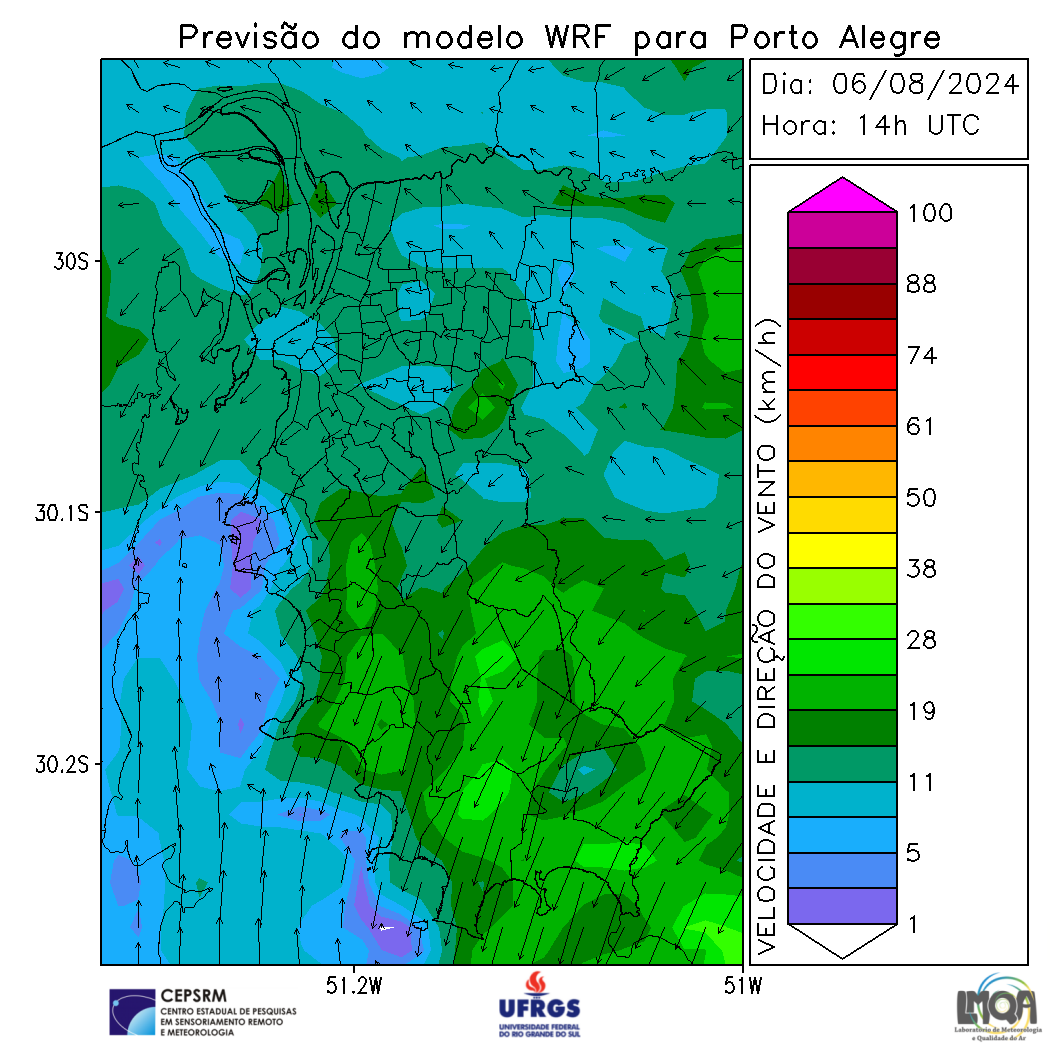 Previsão do modelo WRF para Porto Alegre
Dia: 06/08/2024
Hora: 14h UTC
30S
30.1S
30.2S
51.2W
51W
VELOCIDADE E DIREÇÃO DO VENTO (km/h)
100
88
74
61
50
38
28
19
11
5
1
CEPSRM
CENTRO ESTADUAL DE PESQUISAS
EM SENSORIAMENTO REMOTO
E METEOROLOGIA
UFRGS
UNIVERSIDADE FEDERAL
DO RIO GRANDE DO SUL
LMQA
Laboratório de Meteorologia
e Qualidade do Ar